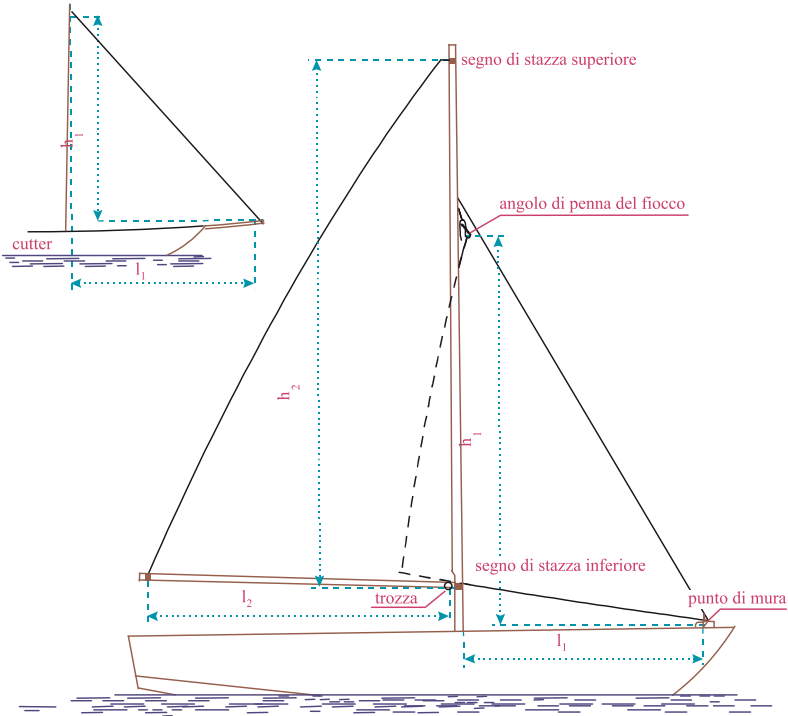 segno di stazza superiore
h1
angolo di penna del fiocco
cutter
l1
h2
h1
segno di stazza inferiore
l2
trozza
punto di mura
l1